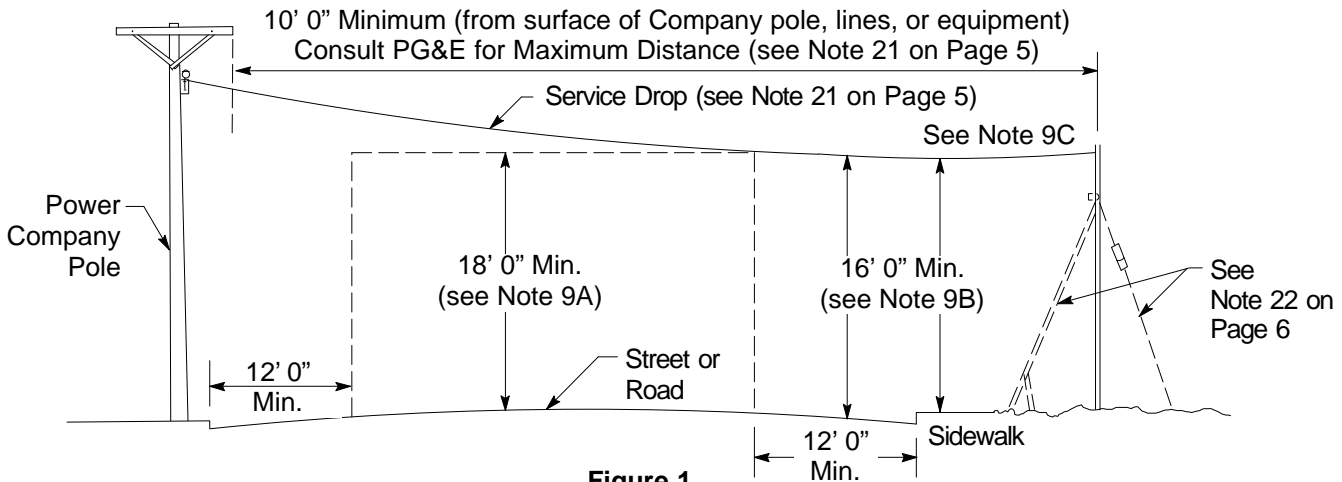 10’ 0” Minimum (from surface of Company pole, lines, or equipment)
Consult PG&E for Maximum Distance (see Note 21 on Page 5)
Service Drop (see Note 21 on Page 5)
See Note 9C
Power
Company
Pole
18’ 0” Min.
(see Note 9A)
16’ 0” Min.
(see Note 9B)
See
Note 22 on
Page 6
Street or
Road
12’ 0”
Min.
Sidewalk
12’ 0”
Min.
Figure 1